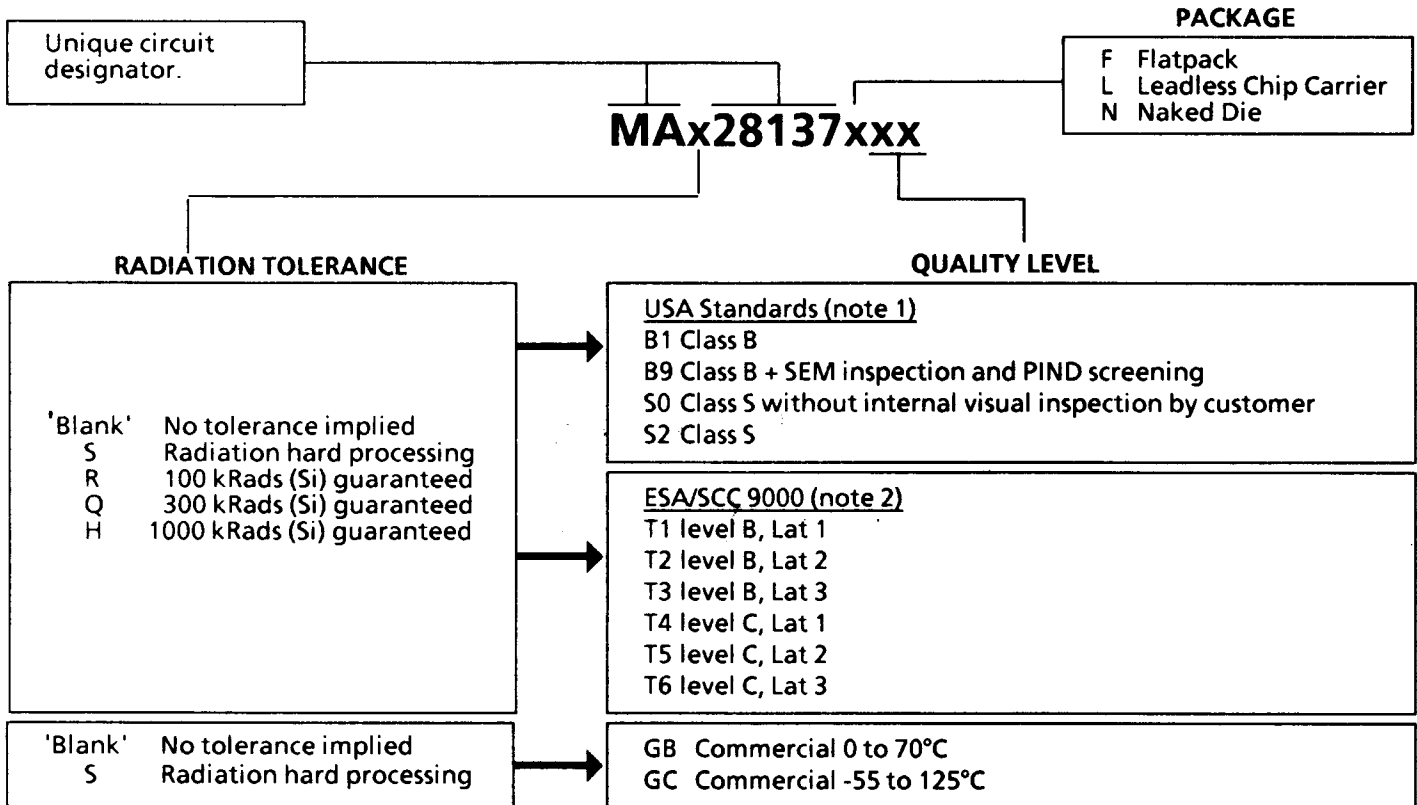 PACKAGE
Unique circuit
designator.
F Flatpack
L Leadless Chip Carrier
N Naked Die
MAx28137xxx
RADIATION TOLERANCE
'Blank' No tolerance implied
S Radiation hard processing
R 100 kRads (Si) guaranteed
Q 300 kRads (Si) guaranteed
H 1000 kRads (Si) guaranteed
QUALITY LEVEL
USA Standards (note 1)
B1 Class B
B9 Class B + SEM inspection and PIND screening
S0 Class S without internal visual inspection by customer
S2 Class S
ESA/SCC 9000 (note 2)
T1 level B, Lat 1
T2 level B, Lat 2
T3 level B, Lat 3
T4 level C, Lat 1
T5 level C, Lat 2
T6 level C, Lat 3
'Blank' No tolerance implied
S Radiation hard processing
GB Commercial 0 to 70°C
GC Commercial -55 to 125°C